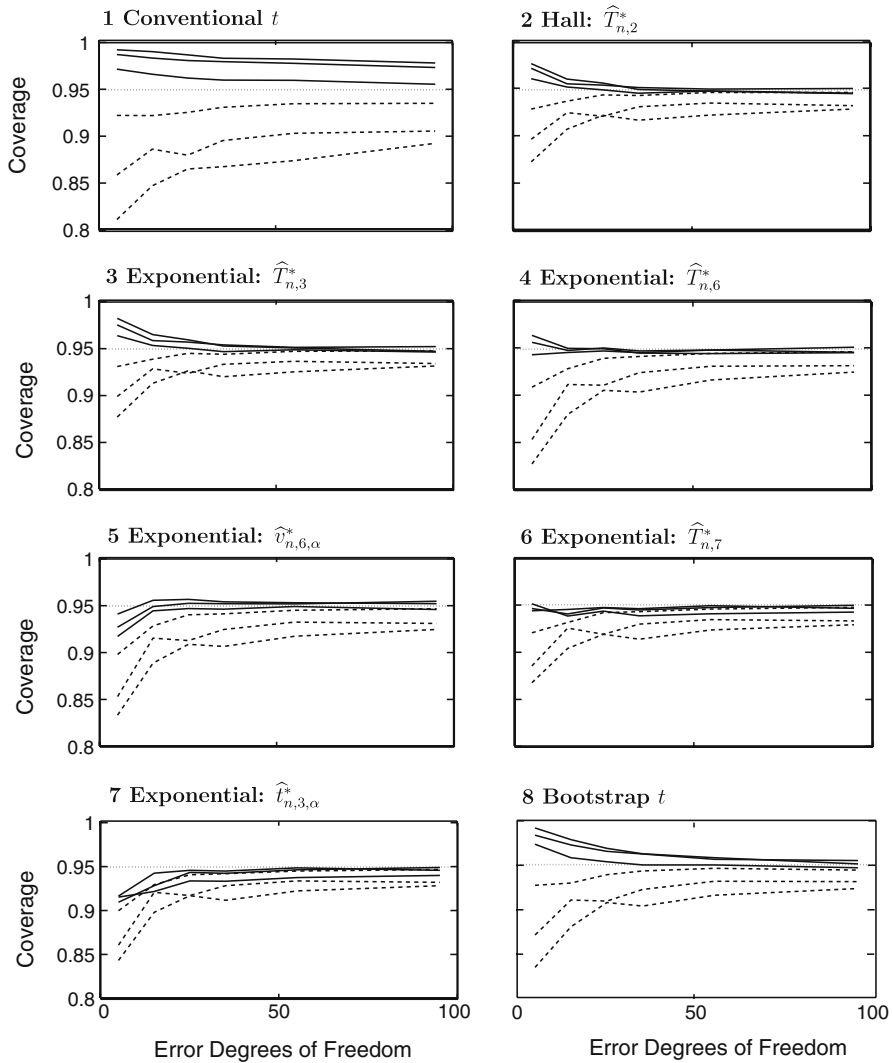 1 Conventional t
2 Hall: T̂*n,2
1
0.95
0.9
0.85
0.8
Coverage
0 50 100
3 Exponential: T̂*n,3
4 Exponential: T̂*n,6
1
0.95
0.9
0.85
0.8
Coverage
5 Exponential: v̂*n,6,α
6 Exponential: T̂*n,7
1
0.95
0.9
0.85
0.8
Coverage
7 Exponential: t̂*n,3,α
8 Bootstrap t
1
0.95
0.9
0.85
0.8
Coverage
0 50 100
0 50 100
Error Degrees of Freedom
Error Degrees of Freedom